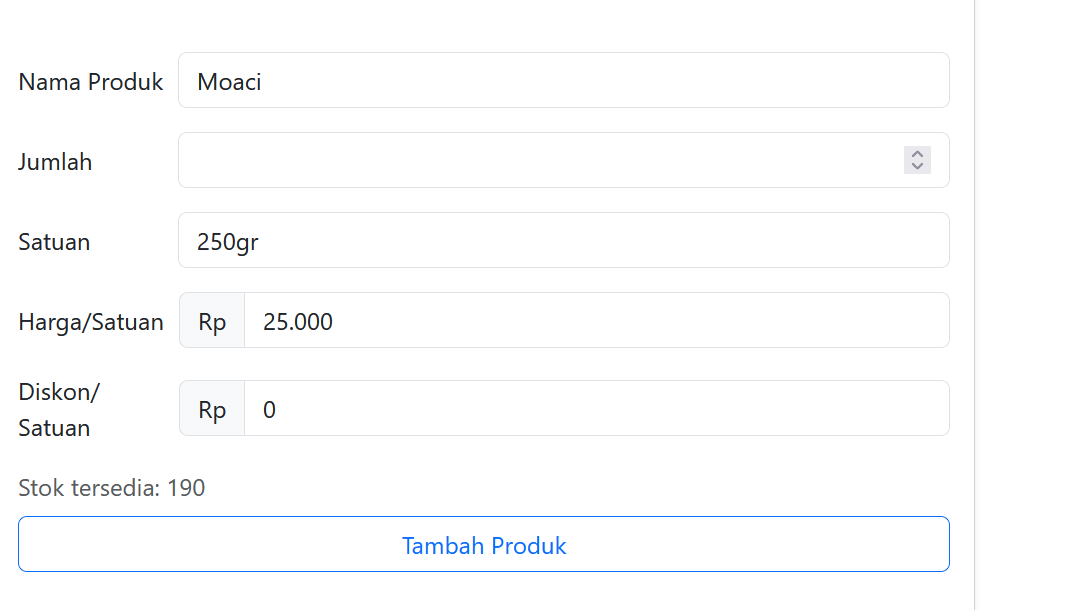 Nama Produk Moaci
Jumlah
Satuan 250gr
Harga/Satuan Rp 25.000
Diskon/
Satuan Rp 0
Stok tersedia: 190
Tambah Produk